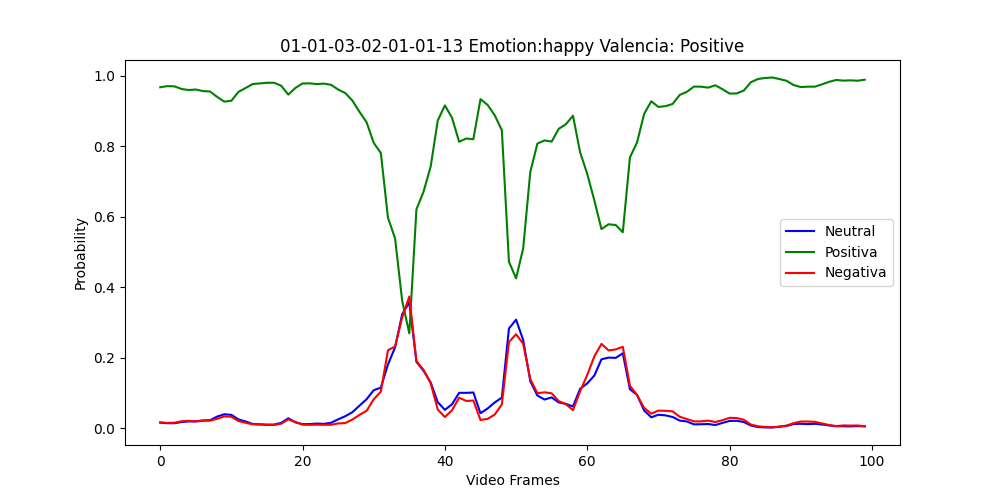 01-01-03-02-01-01-13 Emotion:happy Valencia: Positive
1.0
0.8
0.6
0.4
0.2
0.0
Probability
Neutral
Positiva
Negativa
0 20 40 60 80 100
Video Frames